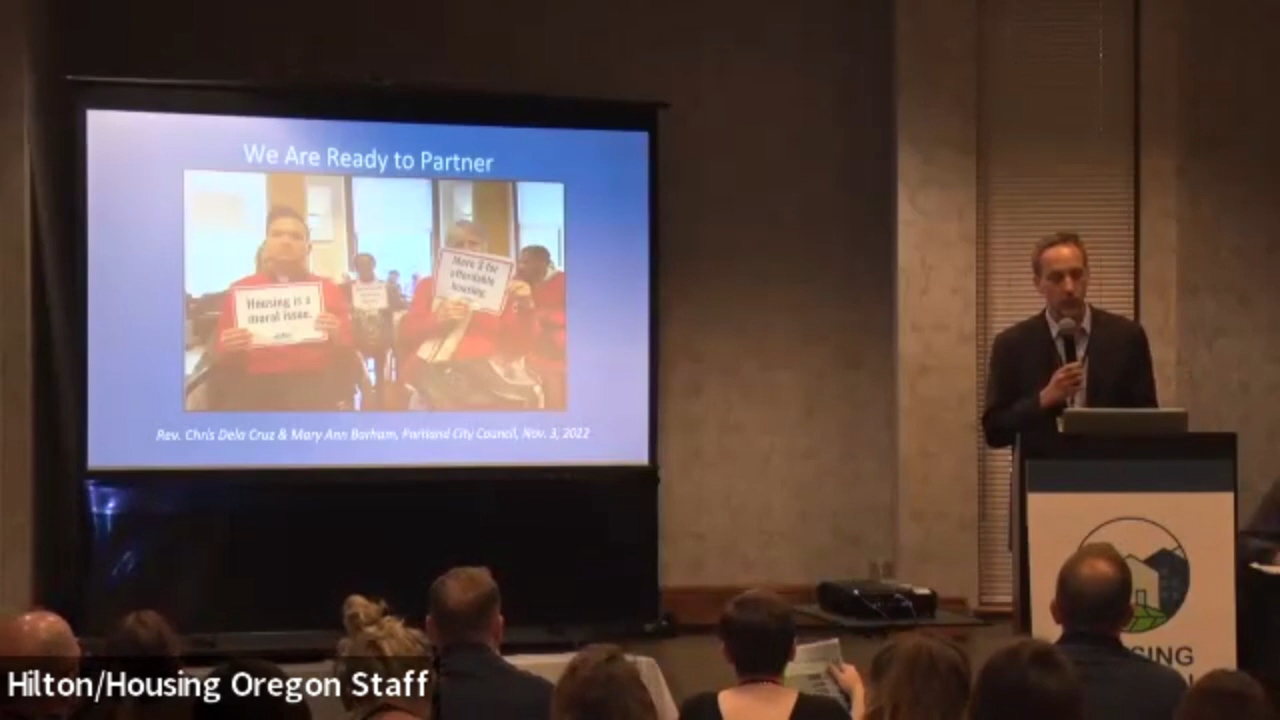 We Are Ready to Partner
Housing is a
moral issue.
Here's for
affordable
housing.
Rev. Chris Dela Cruz & Mary Ann Barham, Portland City Council, Nov. 3, 2022
Hilton/Housing Oregon Staff
SING